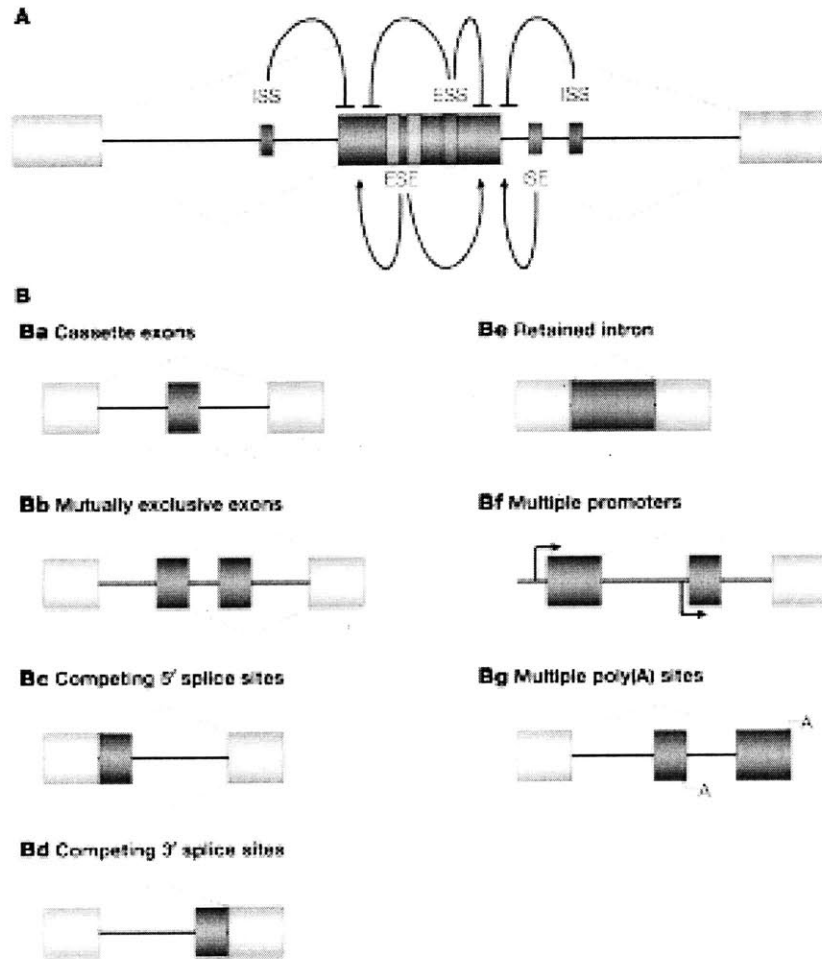 A
ISS ESS ISS
ESE ISE
B
Ba Cassette exons
Be Retained intron
Bb Mutually exclusive exons
Bf Multiple promoters
Bc Competing 5' splice sites
Bg Multiple poly(A) sites
A
A
Bd Competing 3' splice sites